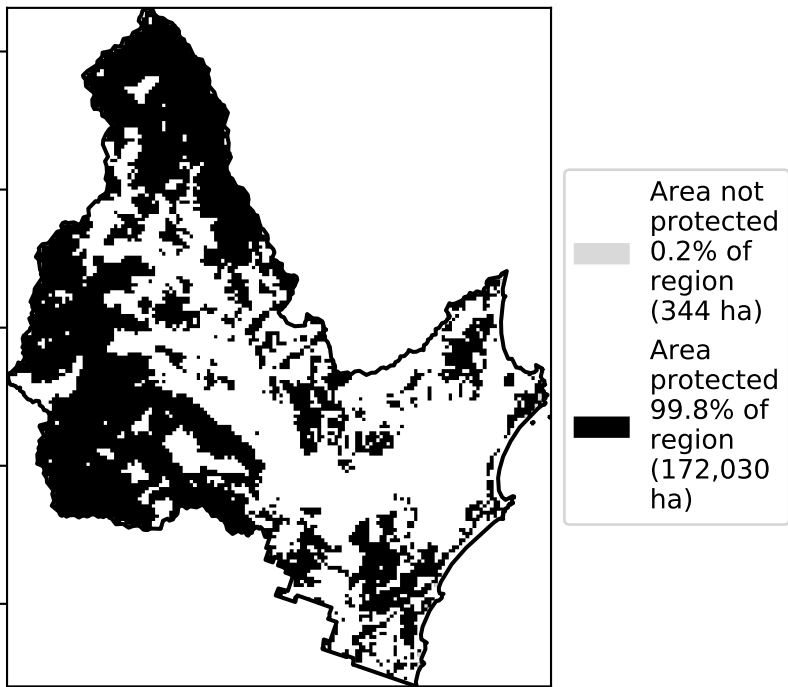 Area not
protected
0.2% of
region
(344 ha)
Area
protected
99.8% of
region
(172,030
ha)